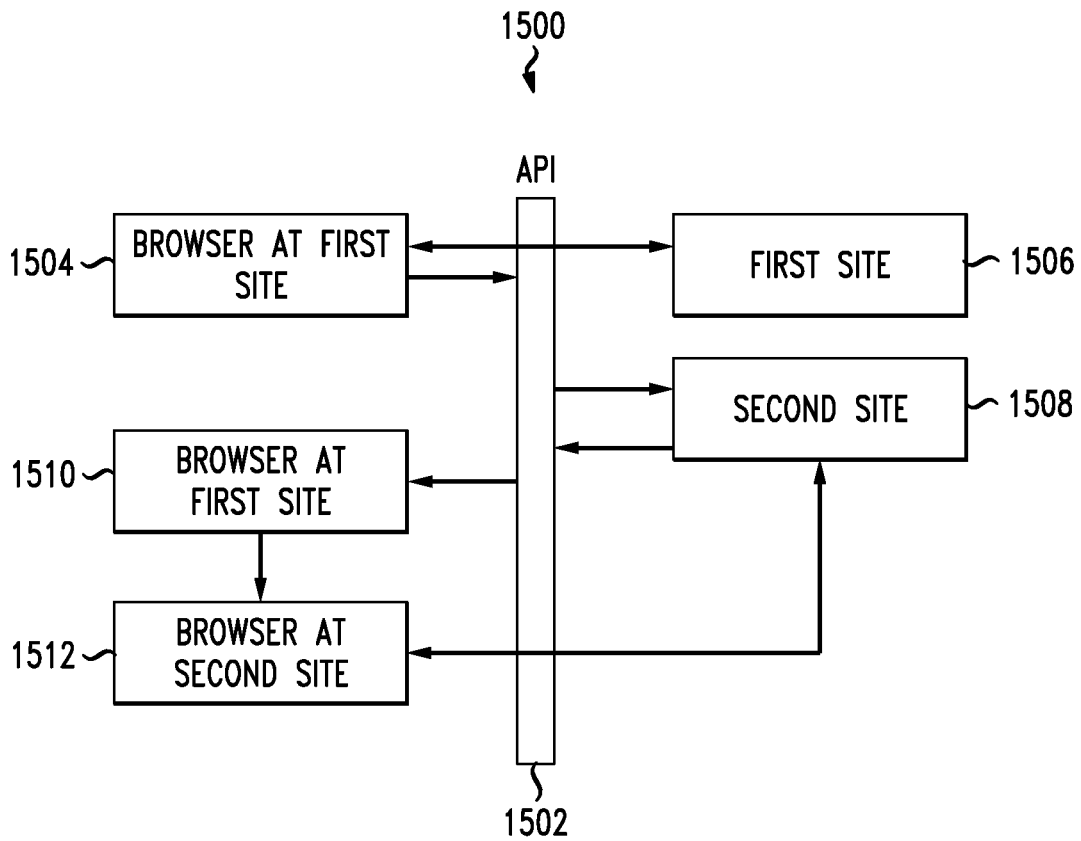 1500
API
BROWSER AT FIRST
SITE
1504
FIRST SITE
1506
SECOND SITE
1508
BROWSER AT
FIRST SITE
1510
BROWSER AT
SECOND SITE
1512
1502